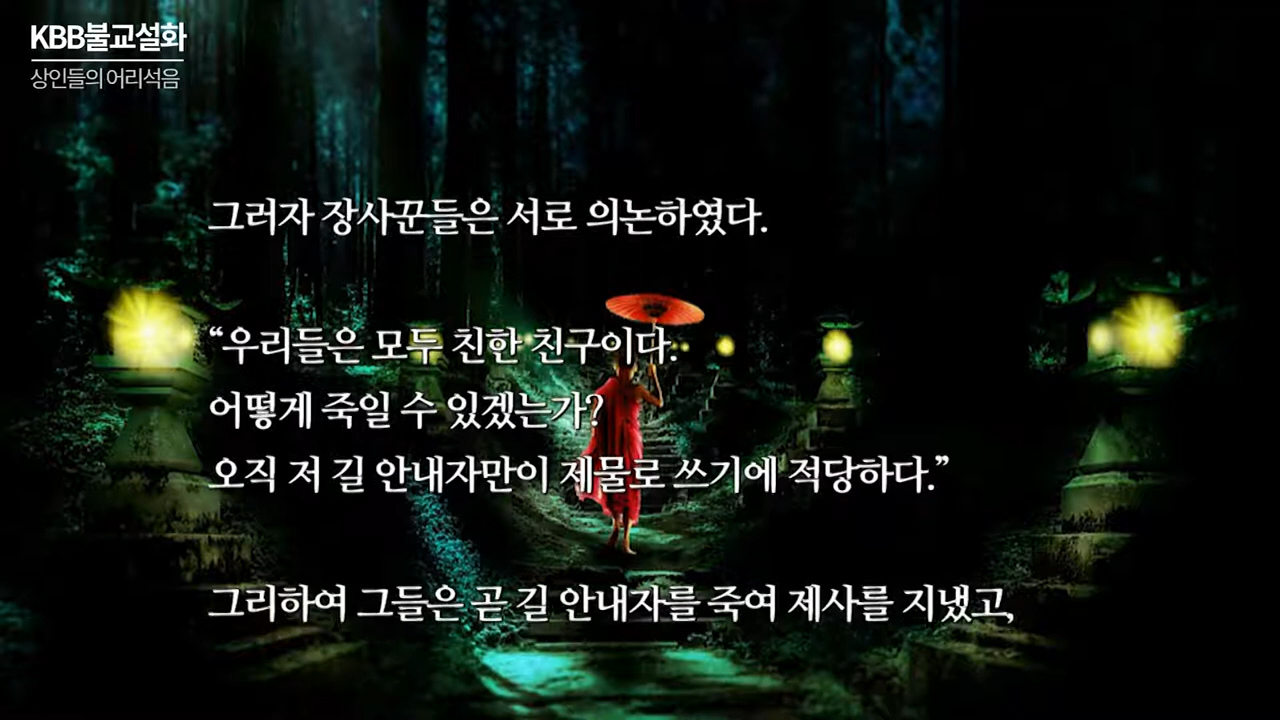 KBB불교설화
상인들의 어리석음
그러자 장사꾼들은 서로 의논하였다.
“우리들은 모두 친한 친구이다.
어떻게 죽일 수 있겠는가?
오직 저 길 안내자만이 제물로 쓰기에 적당하다.”
그리하여 그들은 곧 길 안내자를 죽여 제사를 지냈고,